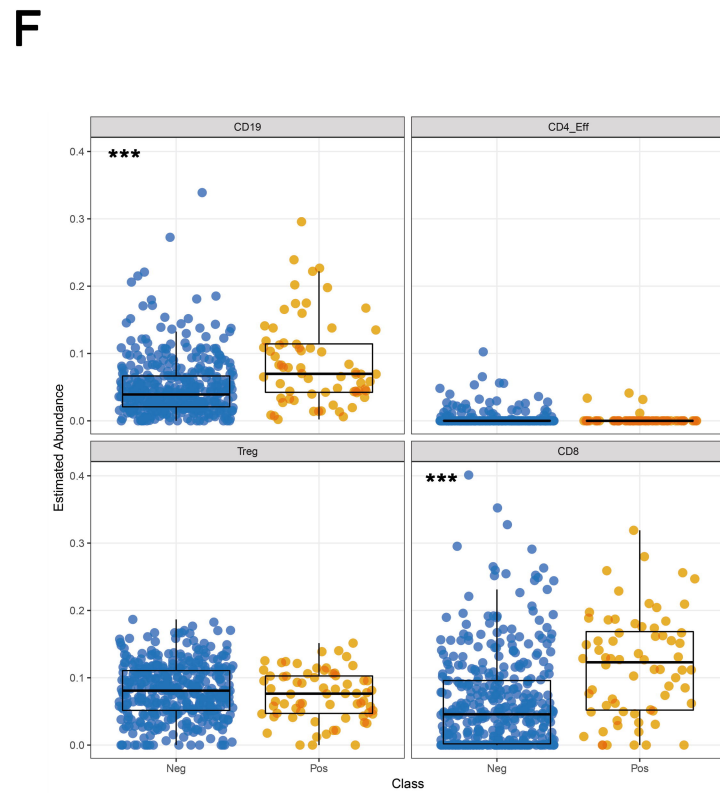 F
CD19
CD4_Eff
***
0.4
0.3
0.2
0.1
0.0
Estimated Abundance
Treg
CD8
***
0.4
0.3
0.2
0.1
0.0
Neg
Pos
Neg
Pos
Class